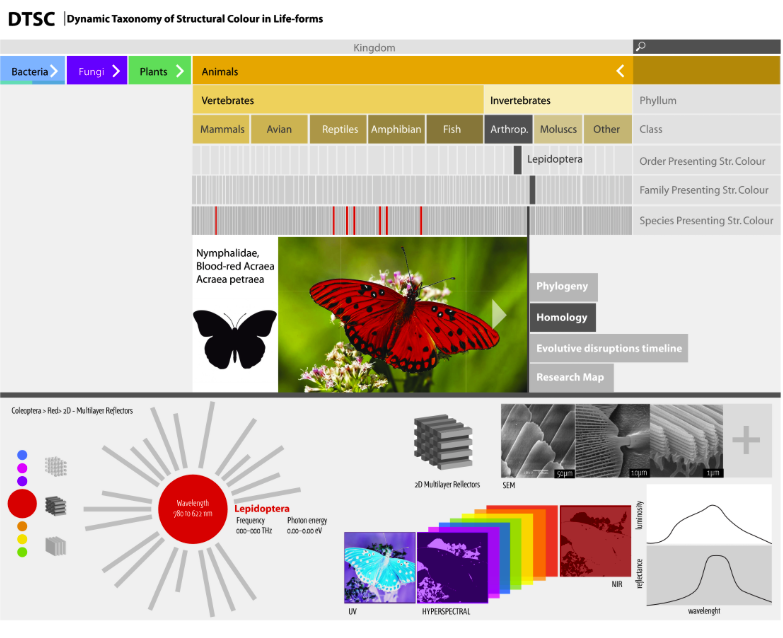 DTSC | Dynamic Taxonomy of Structural Colour in Life-forms
Kingdom
Bacteria
Fungi
Plants
Animals
Vertebrates
Invertebrates
Phyllum
Mammals
Avian
Reptiles
Amphibian
Fish
Arthrop.
Moluscs
Other
Class
Lepidoptera
Order Presenting Str. Colour
Family Presenting Str. Colour
Species Presenting Str. Colour
Nymphalidae,
Blood-red Acraea
Acraea petraea
Phylogeny
Homology
Evolutive disruptions timeline
Research Map
Coleoptera > Red> 2D - Multilayer Reflectors
Wavelength
780 to 622 nm
Lepidoptera
Frequency
000-000 THz
Photon energy
0.00-0.00 eV
2D Multilayer Rellectors
SEM
50µm
10µm
1µm
UV
HYPERSPECTRAL
NIR
luminosity
reflectance
wavelenght